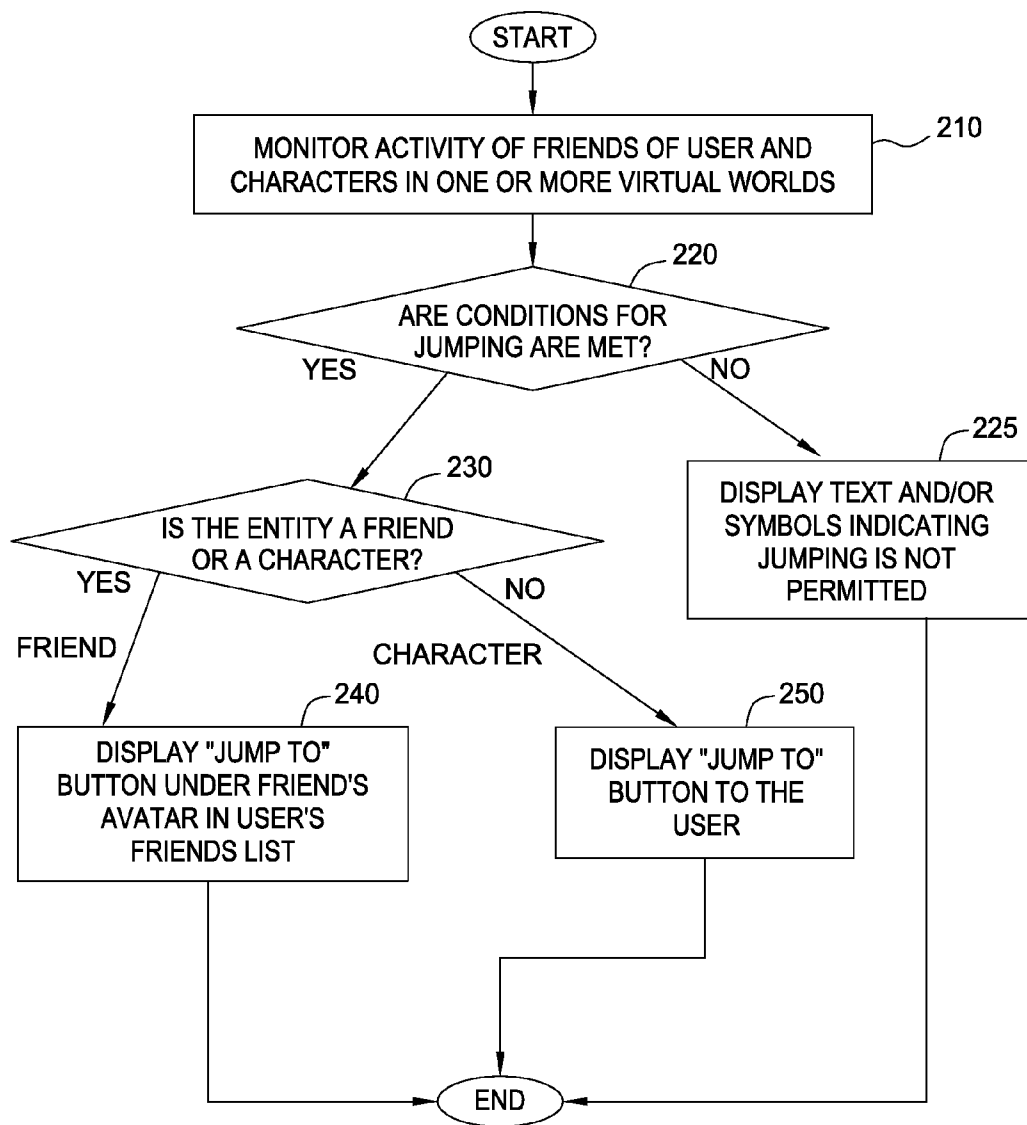 START
210
MONITOR ACTIVITY OF FRIENDS OF USER AND
CHARACTERS IN ONE OR MORE VIRTUAL WORLDS
220
ARE CONDITIONS FOR
JUMPING ARE MET?
YES
NO
225
DISPLAY TEXT AND/OR
SYMBOLS INDICATING
JUMPING IS NOT
PERMITTED
230
IS THE ENTITY A FRIEND
OR A CHARACTER?
YES
NO
FRIEND
CHARACTER
240
DISPLAY "JUMP TO"
BUTTON UNDER FRIEND'S
AVATAR IN USER'S
FRIENDS LIST
250
DISPLAY "JUMP TO"
BUTTON TO THE
USER
END